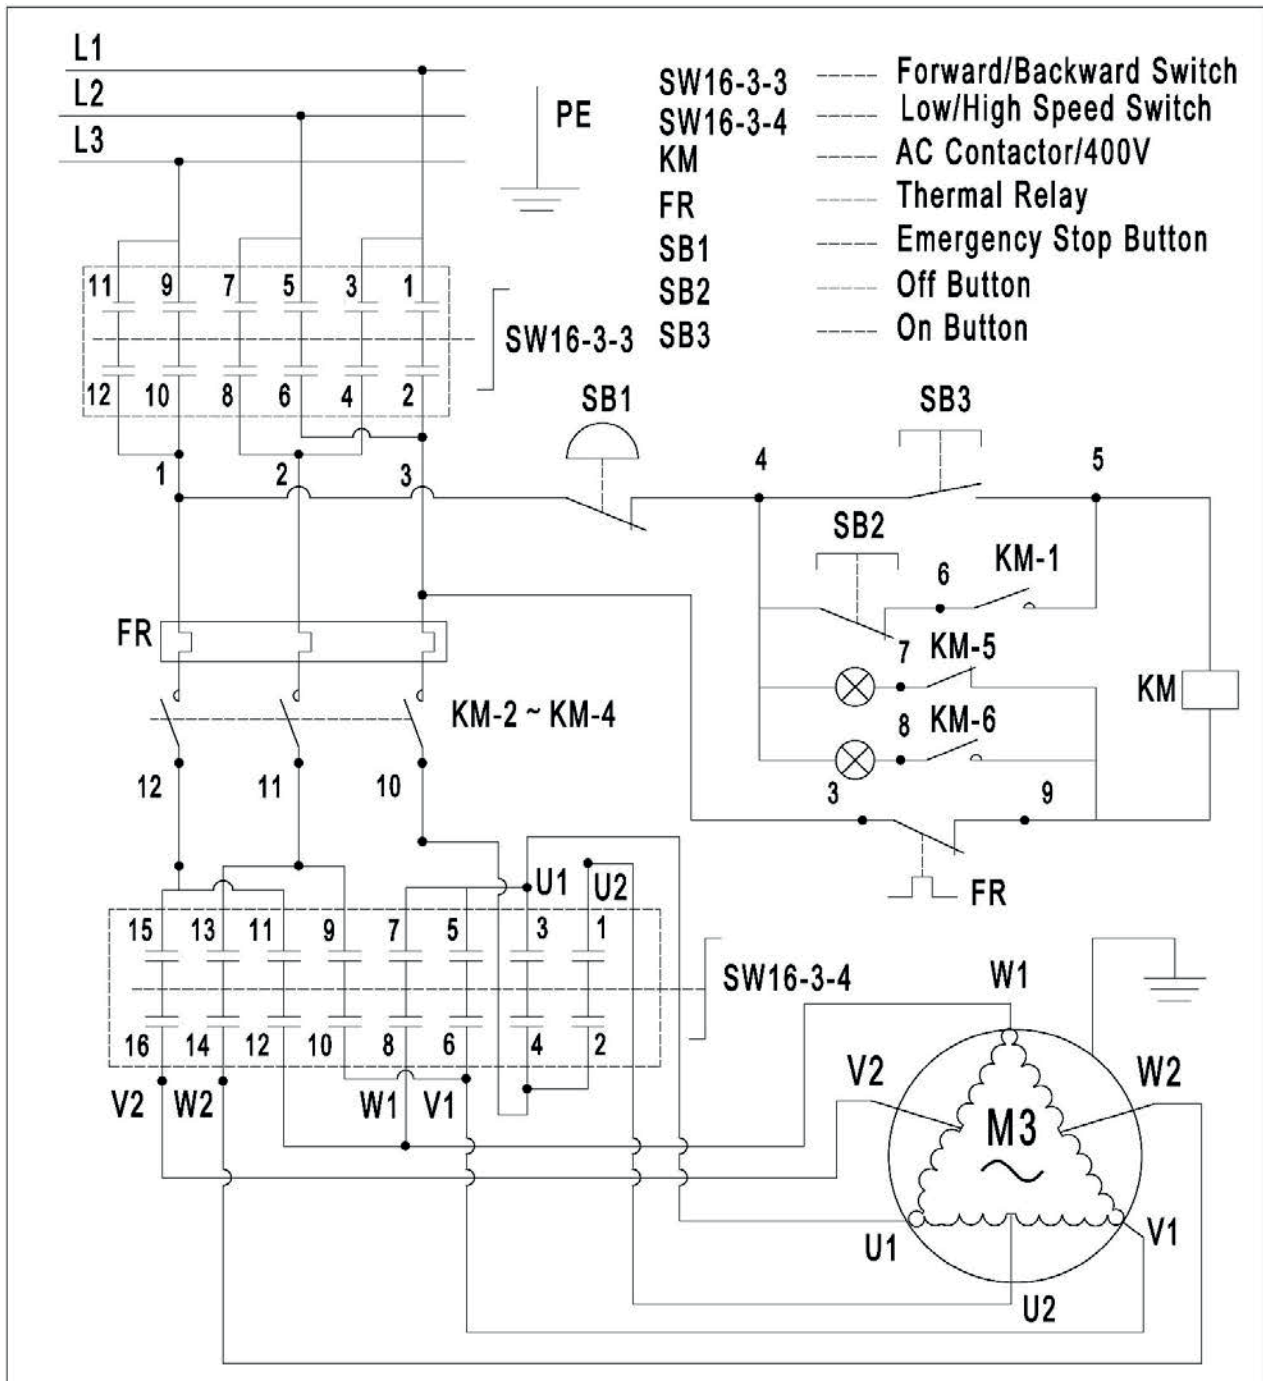 L1
L2
L3
PE
SW16-3-3 Forward/Backward Switch
SW16-3-4 Low/High Speed Switch
KM AC Contactor/400V
FR Thermal Relay
SB1 Emergency Stop Button
SB2 Off Button
SB3 On Button
11 9 7 5 3 1
SW16-3-3
12 10 8 6 4 2
SB1 SB3
1 2 3 4 5
SB2
6 KM-1
FR
7 KM-5
KM
KM-2 ~ KM-4
8 KM-6
12 11 10
3 9
U1 U2
FR
15 13 11 9 7 5 3 1
SW16-3-4
W1
16 14 12 10 8 6 4 2
V2 W2 W1 V1
V2 W2
M3
U1 V1
U2